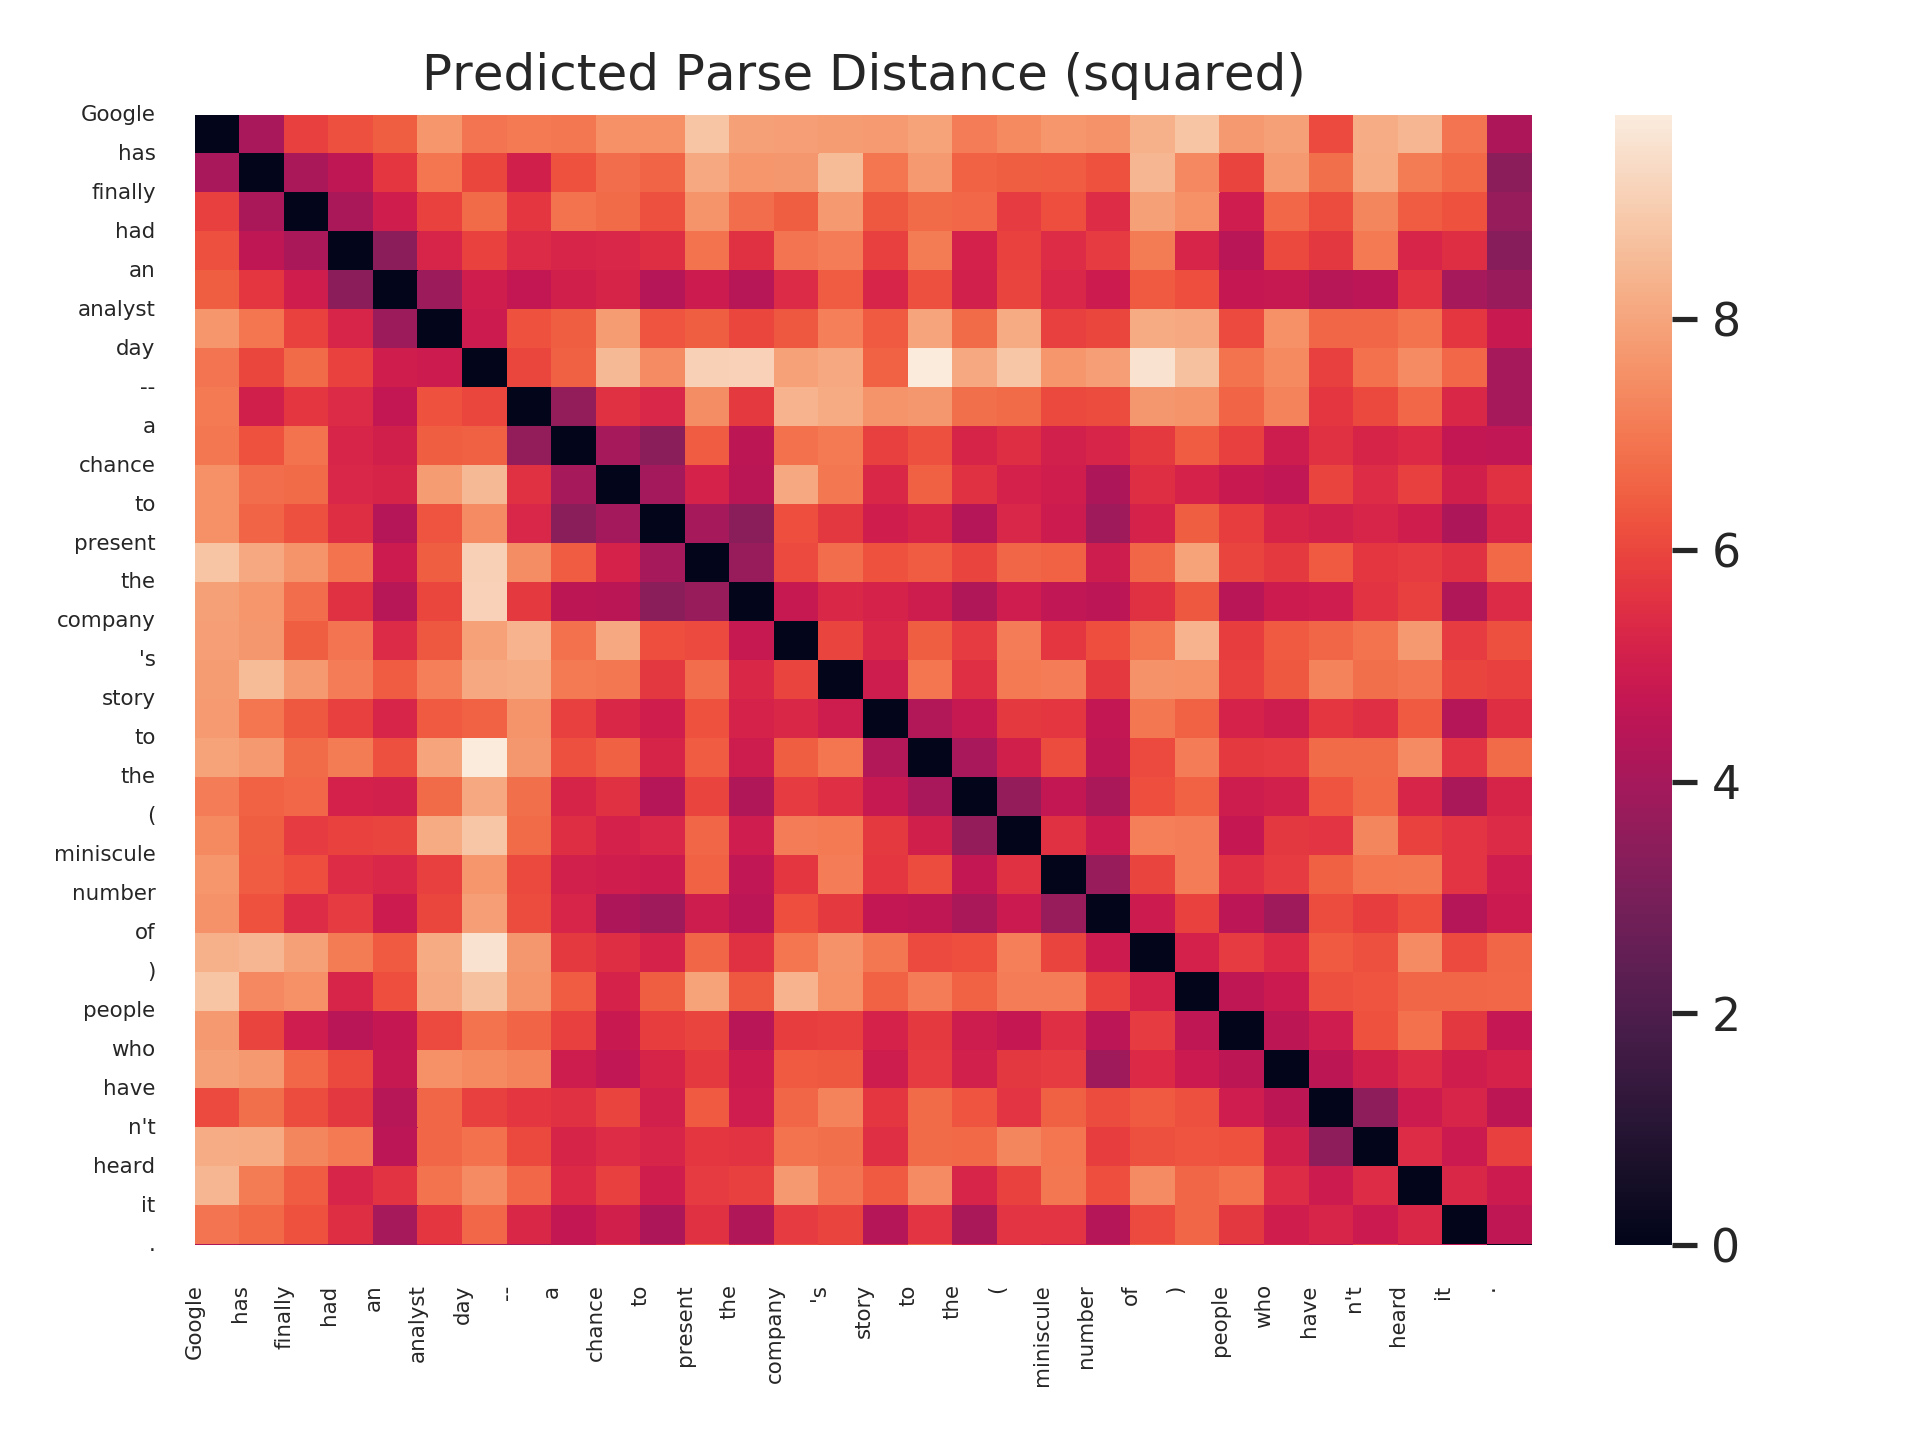 Predicted Parse Distance (squared)
Google
has
finally
had
an
analyst
day
--
a
chance
to
present
the
company
's
story
to
the
(
miniscule
number
of
)
people
who
have
n't
heard
it
.
8
6
4
2
0
Google has finally had an analyst day -- a chance to present the company 's story to the ( miniscule number of ) people who have n't heard it .